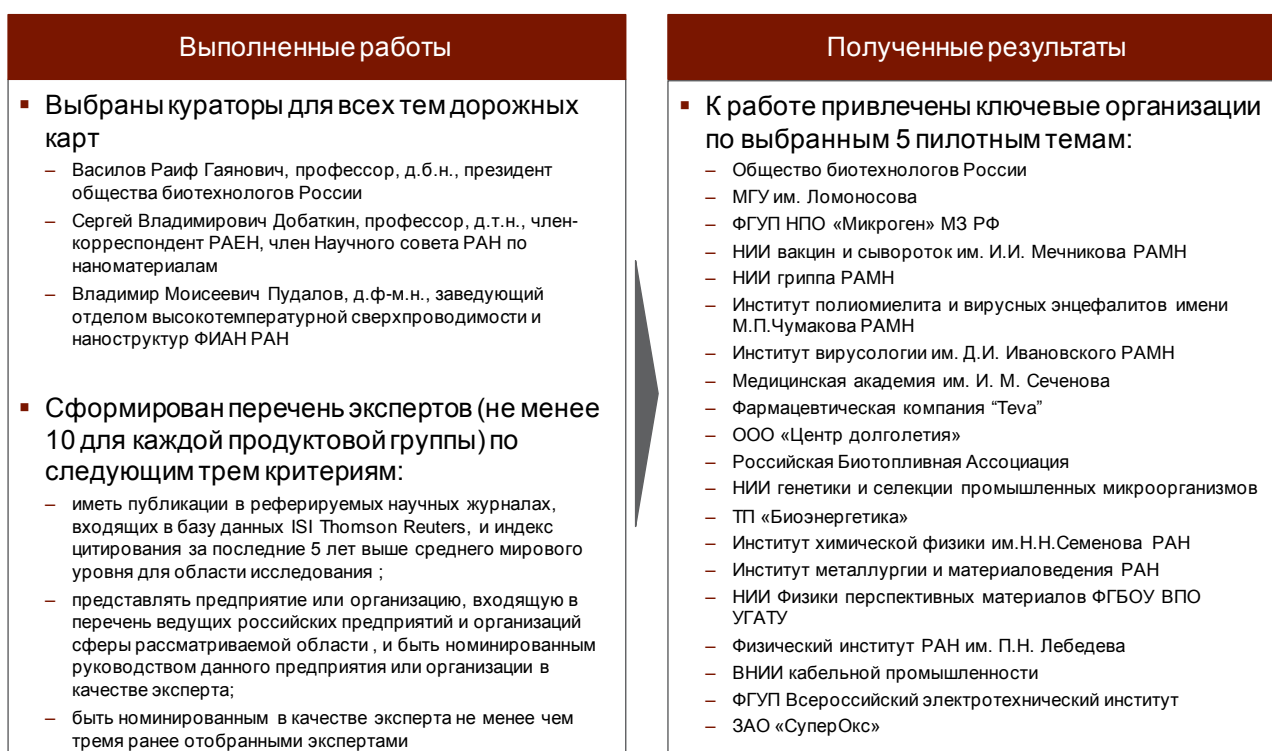 Выполненные работы
▪ Выбраны кураторы для всех тем дорожных
карт
– Василов Раиф Гаянович, профессор, д.б.н., президент
общества биотехнологов России
– Сергей Владимирович Добаткин, профессор, д.т.н., член-
корреспондент РАЕН, член Научного совета РАН по
наноматериалам
– Владимир Моисеевич Пудалов, д.ф-м.н., заведующий
отделом высокотемпературной сверхпроводимости и
наноструктур ФИАН РАН
▪ Сформирован перечень экспертов (не менее
10 для каждой продуктовой группы) по
следующим трем критериям:
– иметь публикации в реферируемых научных журналах,
входящих в базу данных ISI Thomson Reuters, и индекс
цитирования за последние 5 лет выше среднего мирового
уровня для области исследования ;
– представлять предприятие или организацию, входящую в
перечень ведущих российских предприятий и организаций
сферы рассматриваемой области , и быть номинированным
руководством данного предприятия или организации в
качестве эксперта;
– быть номинированным в качестве эксперта не менее чем
тремя ранее отобранными экспертами
Полученные результаты
▪ К работе привлечены ключевые организации
по выбранным 5 пилотным темам:
– Общество биотехнологов России
– МГУ им. Ломоносова
– ФГУП НПО «Микроген» МЗ РФ
– НИИ вакцин и сывороток им. И.И. Мечникова РАМН
– НИИ гриппа РАМН
– Институт полиомиелита и вирусных энцефалитов имени
М.П.Чумакова РАМН
– Институт вирусологии им. Д.И. Ивановского РАМН
– Медицинская академия им. И. М. Сеченова
– Фармацевтическая компания “Teva”
– ООО «Центр долголетия»
– Российская Биотопливная Ассоциация
– НИИ генетики и селекции промышленных микроорганизмов
– ТП «Биоэнергетика»
– Институт химической физики им.Н.Н.Семенова РАН
– Институт металлургии и материаловедения РАН
– НИИ Физики перспективных материалов ФГБОУ ВПО
УГАТУ
– Физический институт РАН им. П.Н. Лебедева
– ВНИИ кабельной промышленности
– ФГУП Всероссийский электротехнический институт
– ЗАО «СуперОкс»